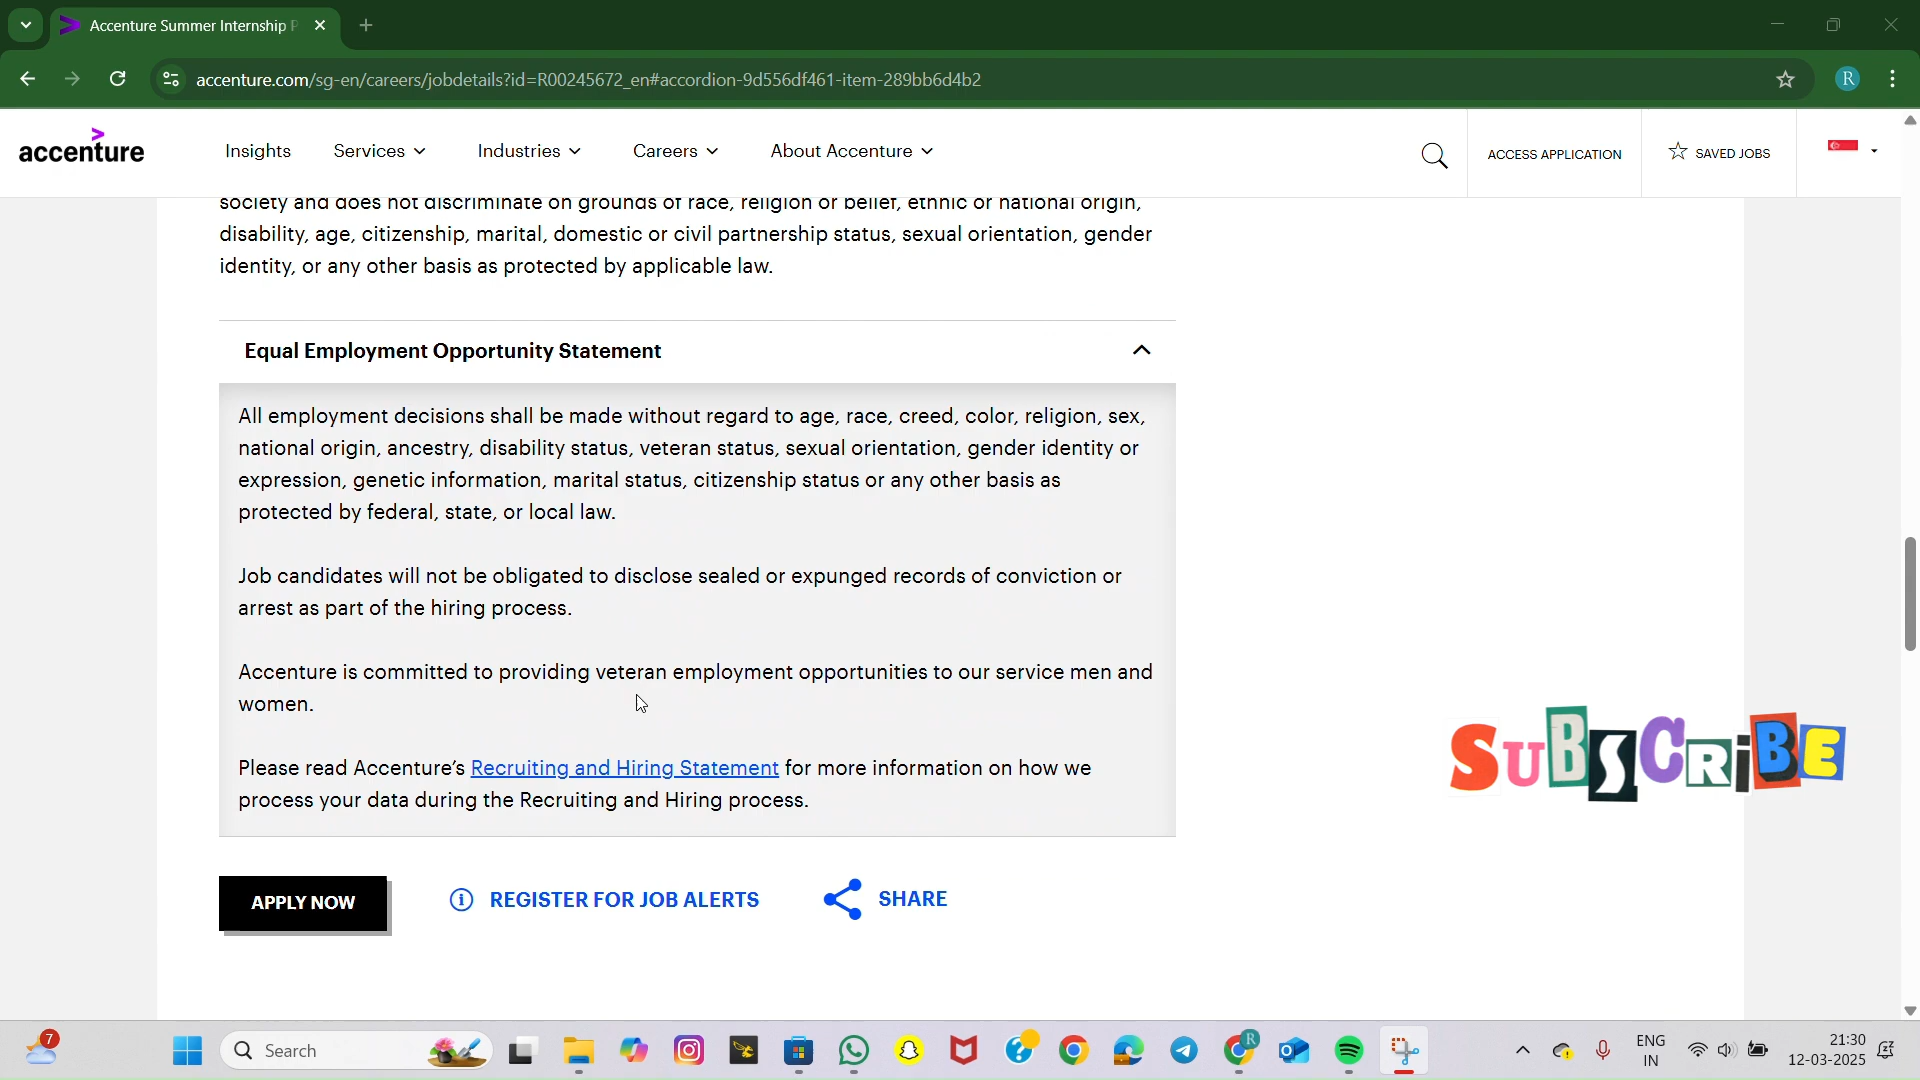 Accenture Summer Internship P
accenture.com/sg-en/careers/jobdetails?id=R00245672_en#accordion-9d556df461-item-289bb6d4b2
R
accenture
Insights
Services
Industries
Careers
About Accenture
ACCESS APPLICATION
SAVED JOBS
society and does not discriminate on grounds of race, religion or belief, ethnic or national origin,
disability, age, citizenship, marital, domestic or civil partnership status, sexual orientation, gender
identity, or any other basis as protected by applicable law.
Equal Employment Opportunity Statement
All employment decisions shall be made without regard to age, race, creed, color, religion, sex,
national origin, ancestry, disability status, veteran status, sexual orientation, gender identity or
expression, genetic information, marital status, citizenship status or any other basis as
protected by federal, state, or local law.
Job candidates will not be obligated to disclose sealed or expunged records of conviction or
arrest as part of the hiring process.
Accenture is committed to providing veteran employment opportunities to our service men and
women.
Please read Accenture's Recruiting and Hiring Statement for more information on how we
process your data during the Recruiting and Hiring process.
SUBSCRiBE
APPLY NOW
REGISTER FOR JOB ALERTS
SHARE
7
Search
R
ENG
IN
21:30
12-03-2025